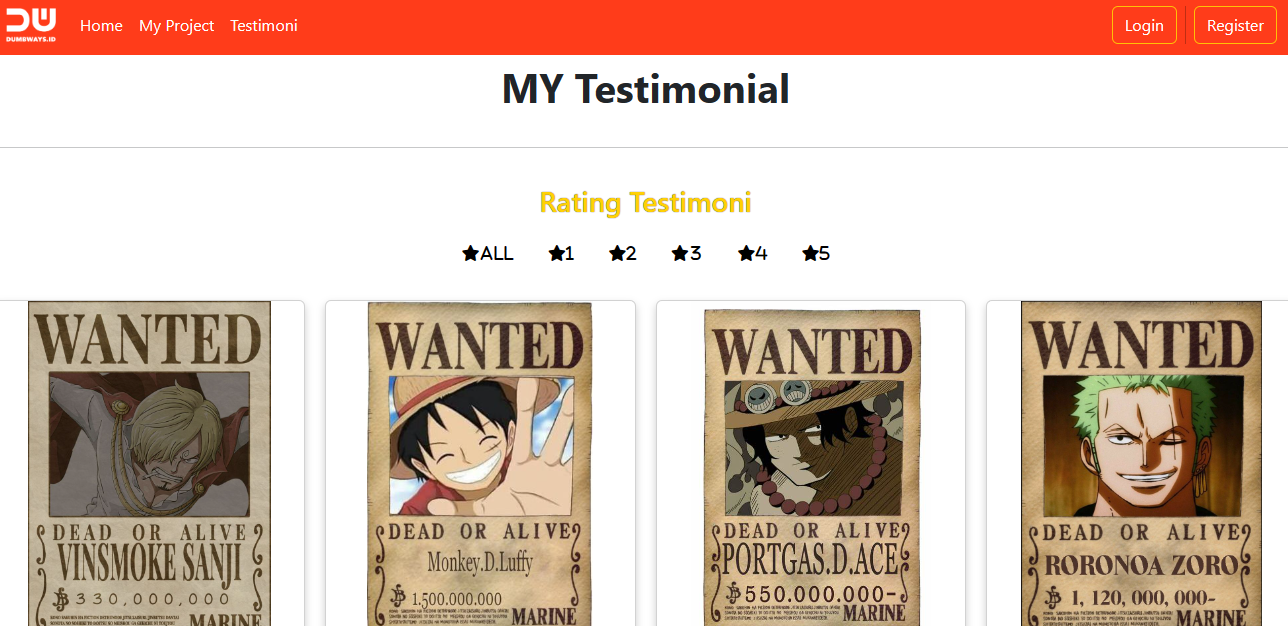 DUMBWAYS.ID
Home My Project Testimoni Login Register
MY Testimonial
Rating Testimoni
ALL 1 2 3 4 5
WANTED
DEAD OR ALIVE
VINSMOKE SANJI
330,000,000
MARINE
WANTED
DEAD OR ALIVE
Monkey.D.Luffy
1.500.000.000
MARINE
WANTED
DEAD OR ALIVE
PORTGAS.D.ACE
550.000.000-
MARINE
WANTED
DEAD OR ALIVE
RORONOA ZORO
1, 120, 000, 000-
MARINE